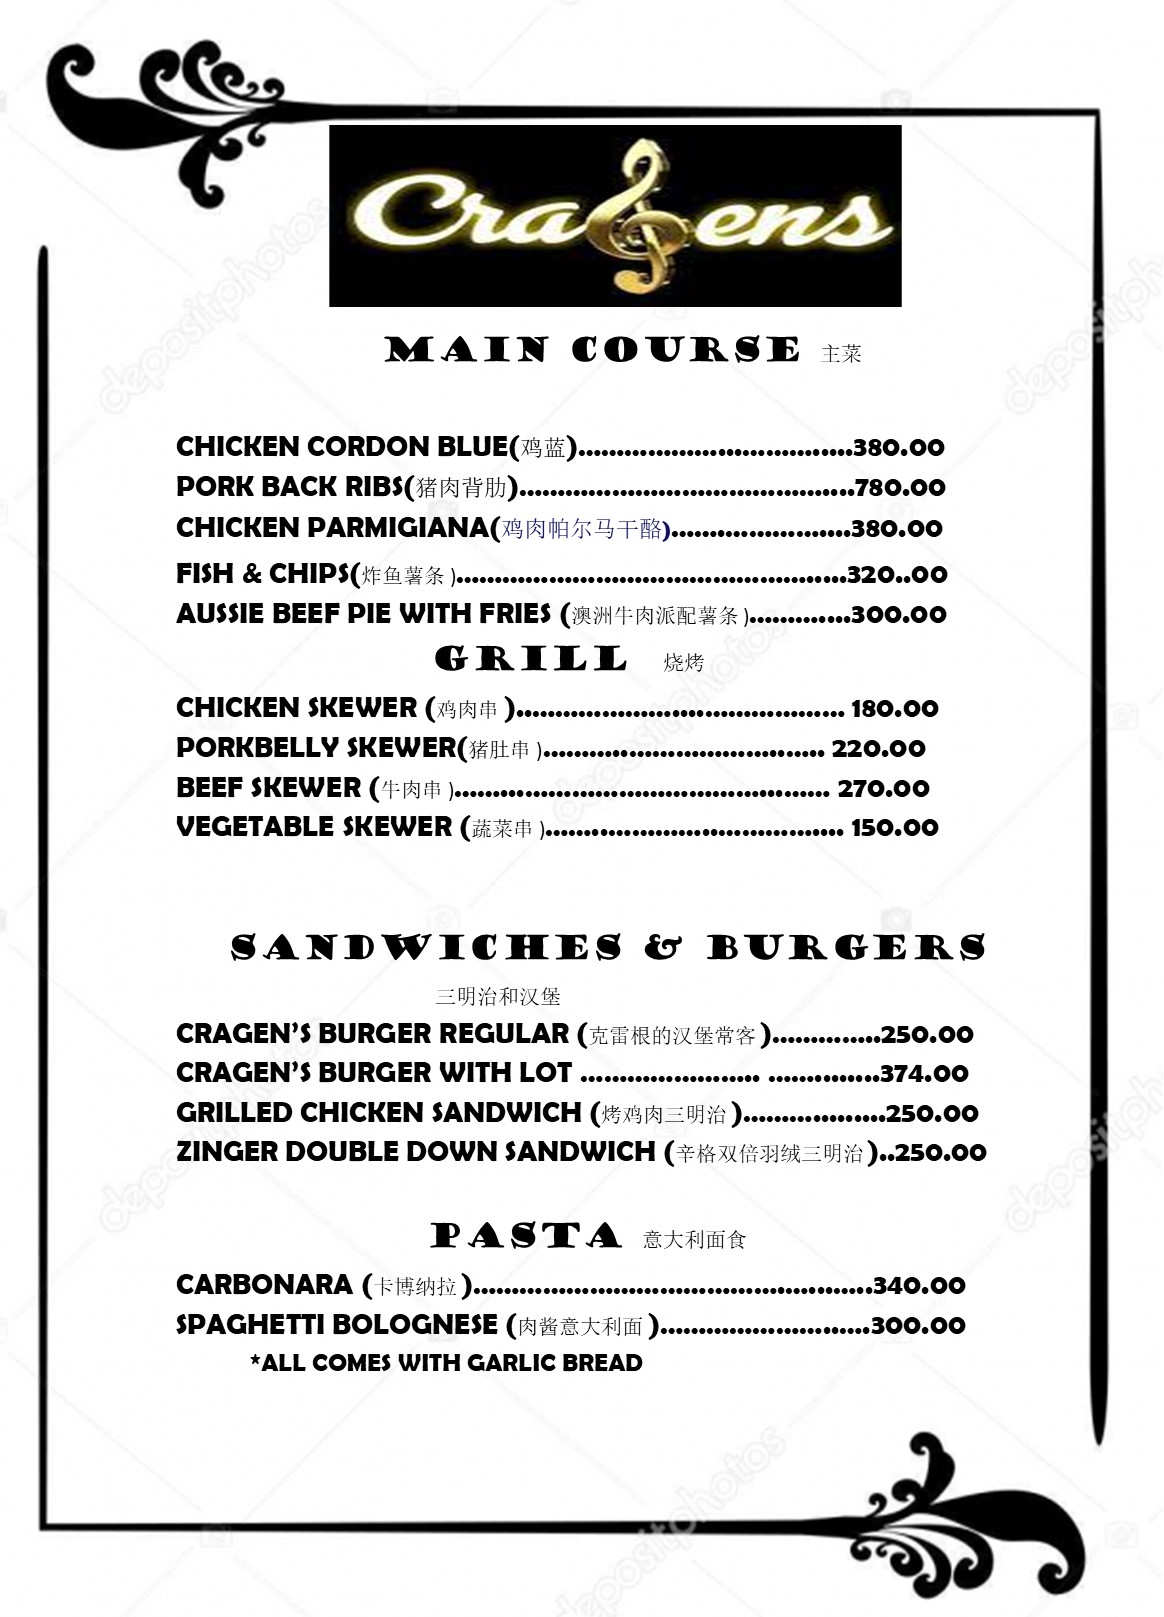 Cragens
MAIN COURSE 主菜
CHICKEN CORDON BLUE(鸡蓝)....................................380.00
PORK BACK RIBS(猪肉背肋)............................................780.00
CHICKEN PARMIGIANA(鸡肉帕尔马干酪)........................380.00
FISH & CHIPS(炸鱼薯条)...................................................320..00
AUSSIE BEEF PIE WITH FRIES (澳洲牛肉派配薯条)..............300.00
GRILL 烧烤
CHICKEN SKEWER (鸡肉串)........................................... 180.00
PORKBELLY SKEWER(猪肚串)..................................... 220.00
BEEF SKEWER (牛肉串)................................................. 270.00
VEGETABLE SKEWER (蔬菜串)....................................... 150.00
SANDWICHES & BURGERS
三明治和汉堡
CRAGEN’S BURGER REGULAR (克雷根的汉堡常客)...............250.00
CRAGEN’S BURGER WITH LOT ........................ ...............374.00
GRILLED CHICKEN SANDWICH (烤鸡肉三明治)...................250.00
ZINGER DOUBLE DOWN SANDWICH (辛格双倍羽绒三明治)..250.00
PASTA 意大利面食
CARBONARA (卡博纳拉)....................................................340.00
SPAGHETTI BOLOGNESE (肉酱意大利面)...........................300.00
*ALL COMES WITH GARLIC BREAD
depositphotos
depositphotos
depositphotos
depositphotos
depositphotos
depositphotos